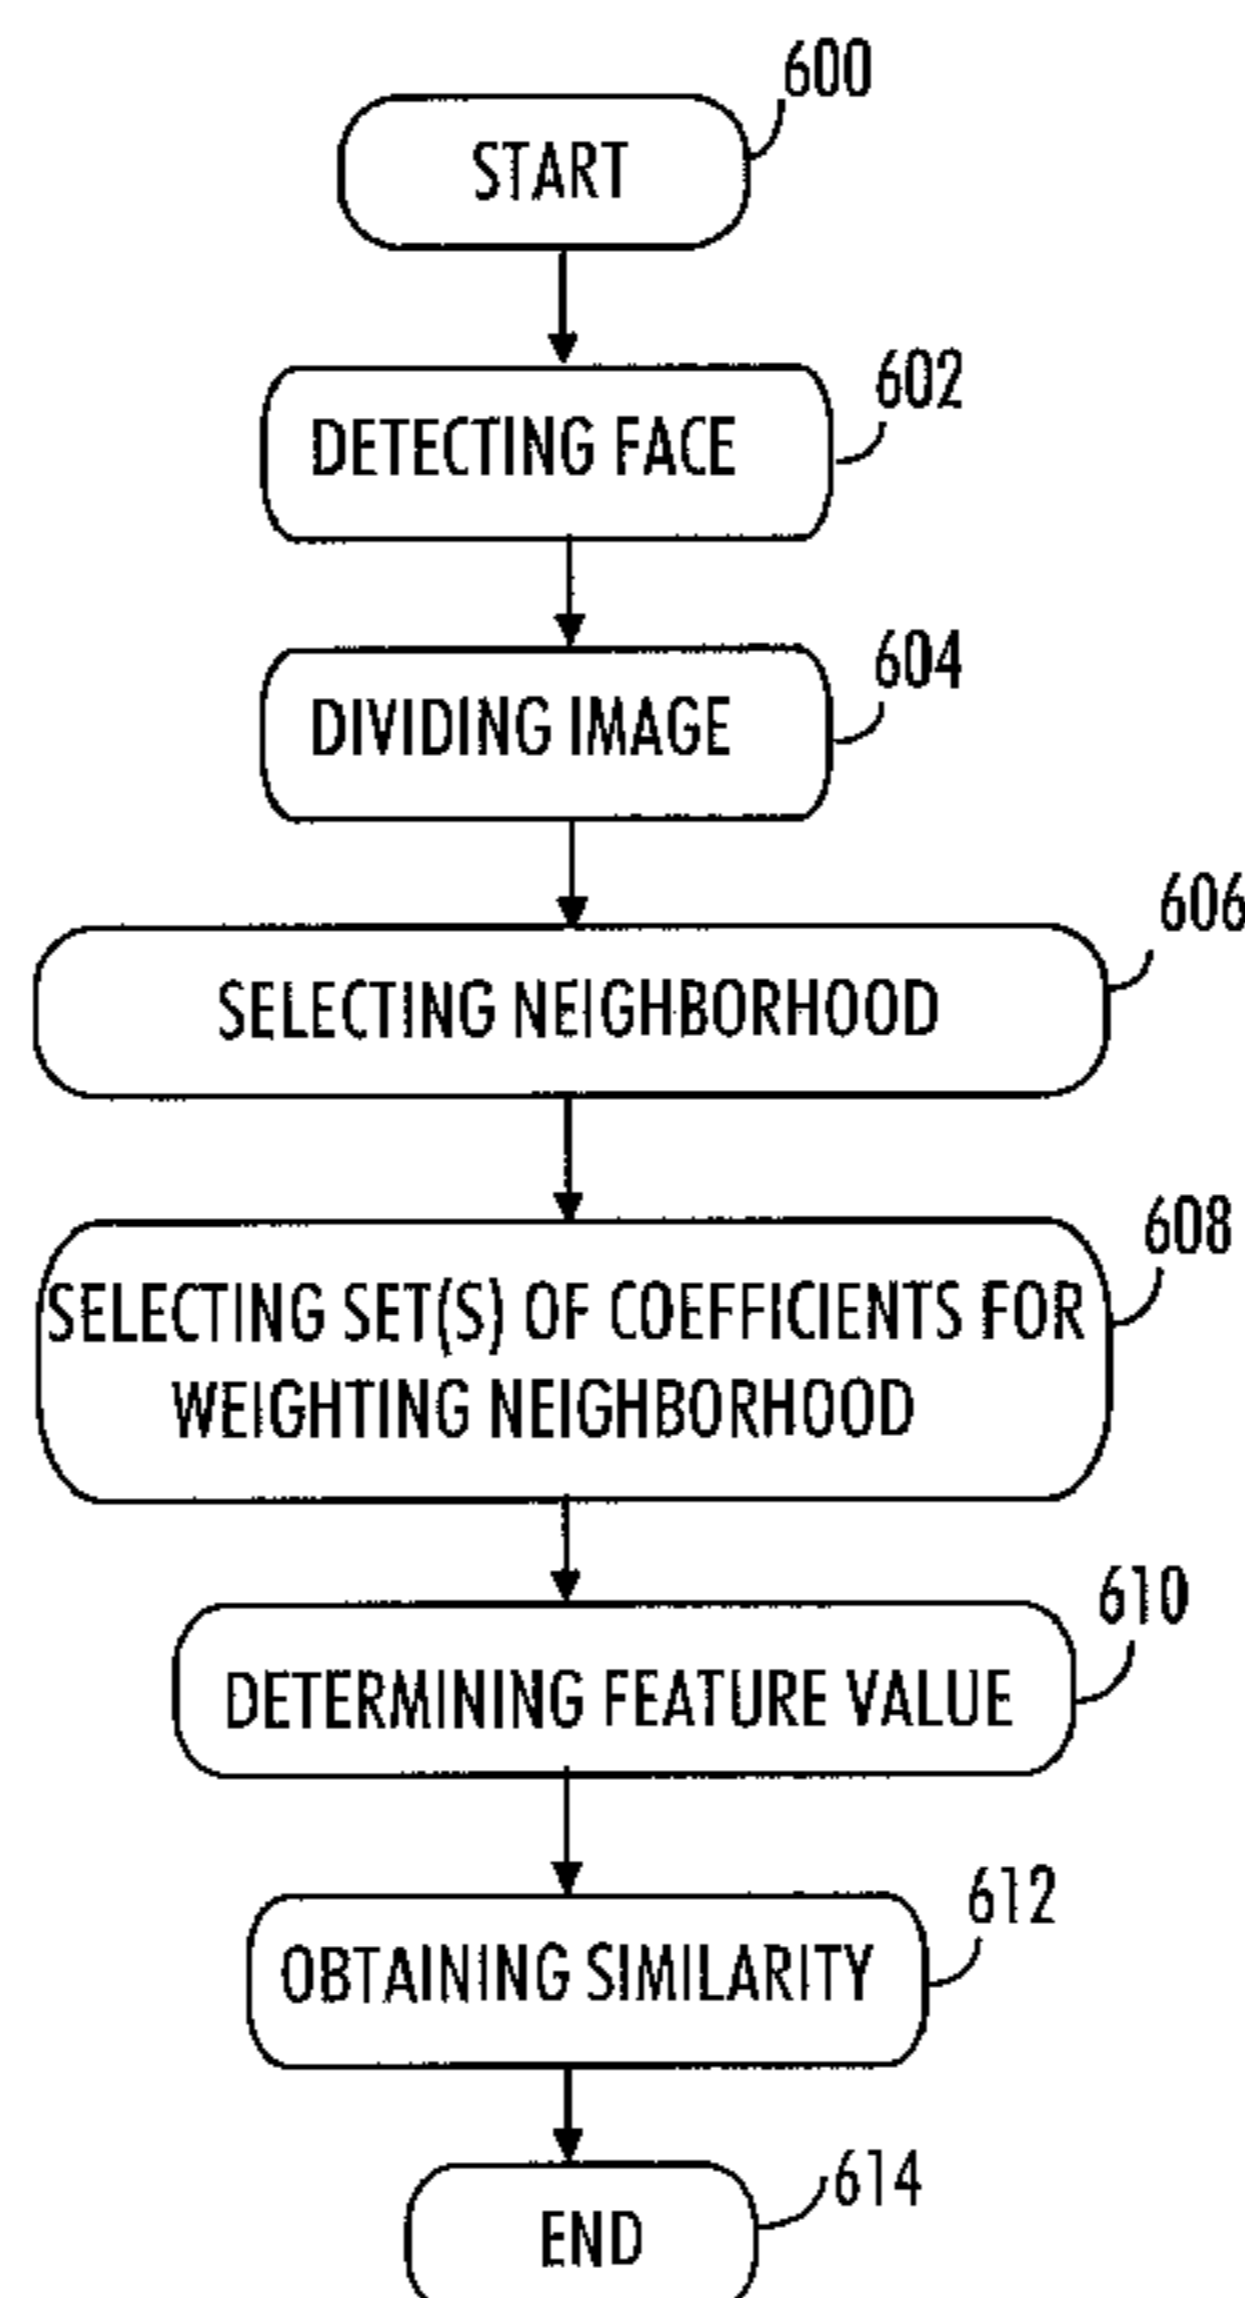 600
START
602
DETECTING FACE
604
DIVIDING IMAGE
606
SELECTING NEIGHBORHOOD
608
SELECTING SET(S) OF COEFFICIENTS FOR
WEIGHTING NEIGHBORHOOD
610
DETERMINING FEATURE VALUE
612
OBTAINING SIMILARITY
614
END